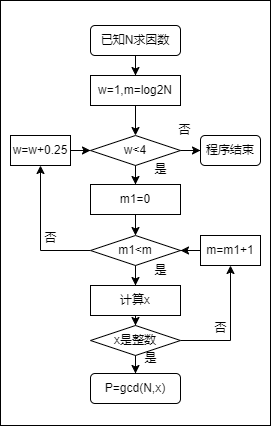 已知N求因数
w=1,m=log2N
否
w=w+0.25
w<4
程序结束
是
m1=0
否
m1<m
m=m1+1
是
计算x
否
x是整数
是
P=gcd(N,x)